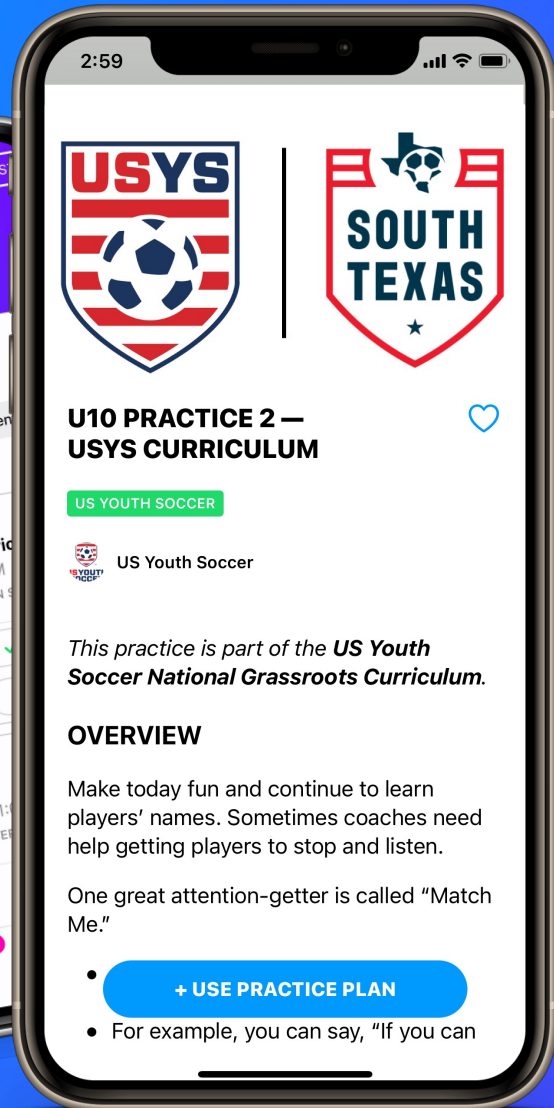 2:59
USYS
SOUTH
TEXAS
U10 PRACTICE 2 —
USYS CURRICULUM
US YOUTH SOCCER
US Youth Soccer
This practice is part of the US Youth
Soccer National Grassroots Curriculum.
OVERVIEW
Make today fun and continue to learn
players’ names. Sometimes coaches need
help getting players to stop and listen.
One great attention-getter is called “Match
Me.”
•
+ USE PRACTICE PLAN
• For example, you can say, “If you can